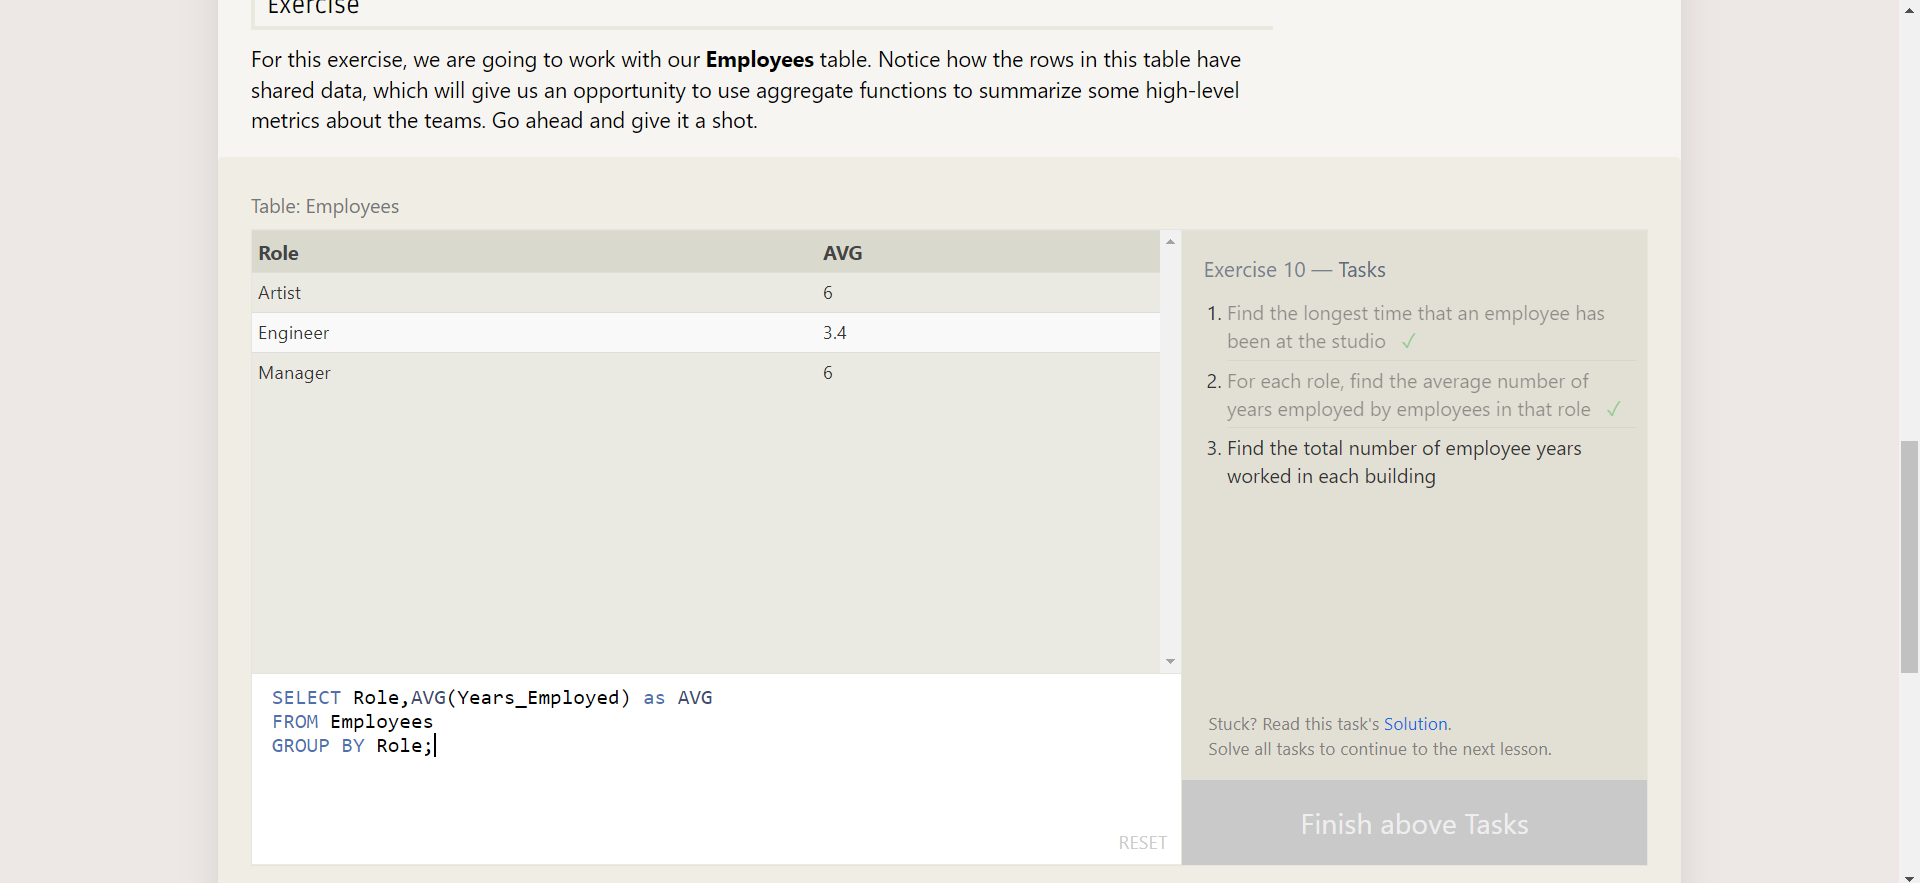 Exercise
For this exercise, we are going to work with our Employees table. Notice how the rows in this table have
shared data, which will give us an opportunity to use aggregate functions to summarize some high-level
metrics about the teams. Go ahead and give it a shot.
Table: Employees
Role AVG
Artist 6
Engineer 3.4
Manager 6
SELECT Role,AVG(Years_Employed) as AVG
FROM Employees
GROUP BY Role;
RESET
Exercise 10 — Tasks
1. Find the longest time that an employee has
been at the studio ✓
2. For each role, find the average number of
years employed by employees in that role ✓
3. Find the total number of employee years
worked in each building
Stuck? Read this task's Solution.
Solve all tasks to continue to the next lesson.
Finish above Tasks